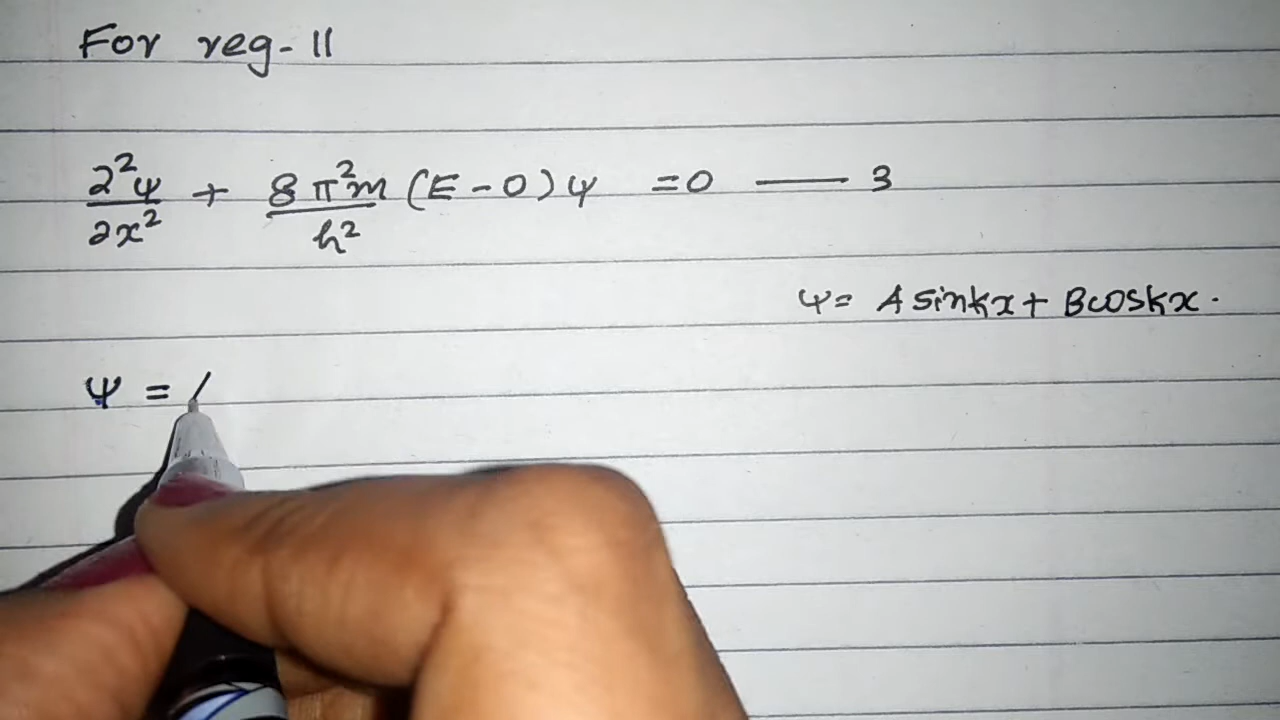 For reg-II
∂²ψ/∂x² + 8π²m/h² (E-0)ψ =0 —— 3
ψ= A sinkx + Bcoskx.
ψ =